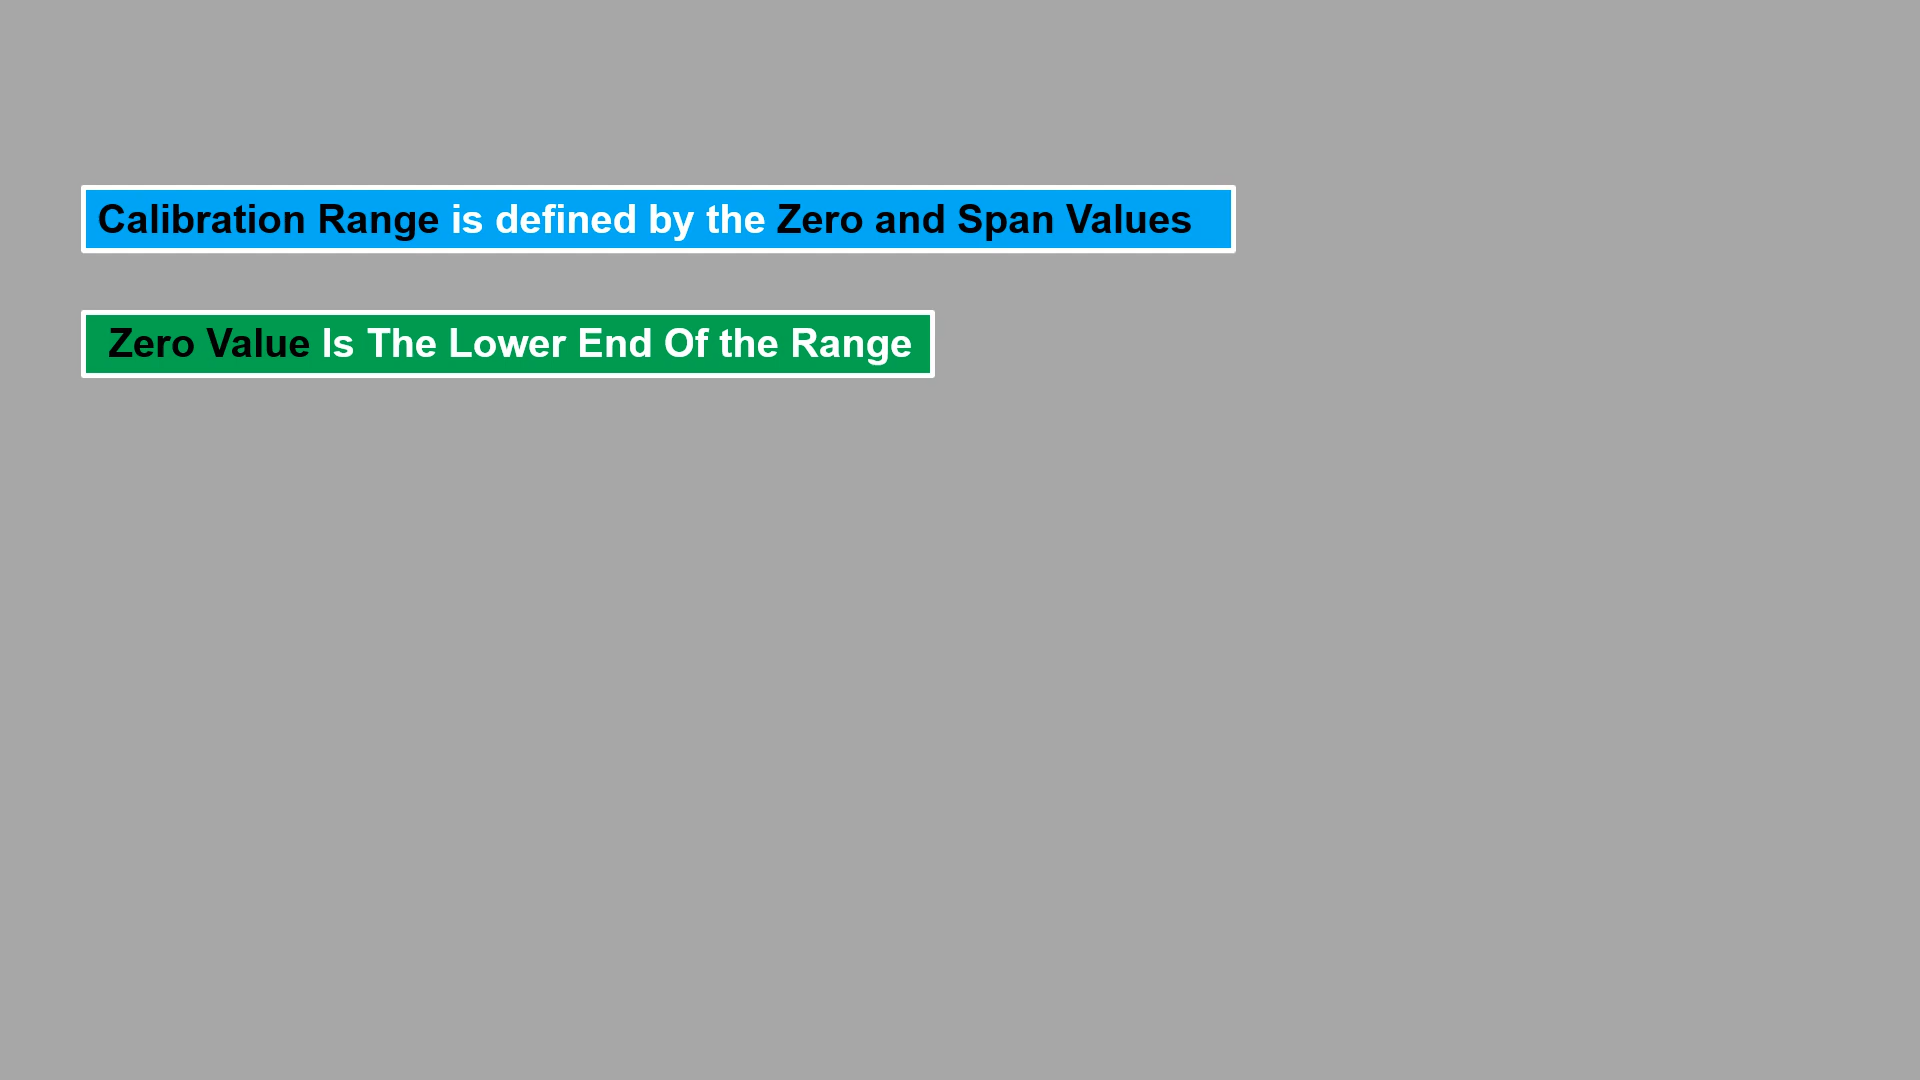 Calibration Range is defined by the Zero and Span Values
Zero Value Is The Lower End Of the Range